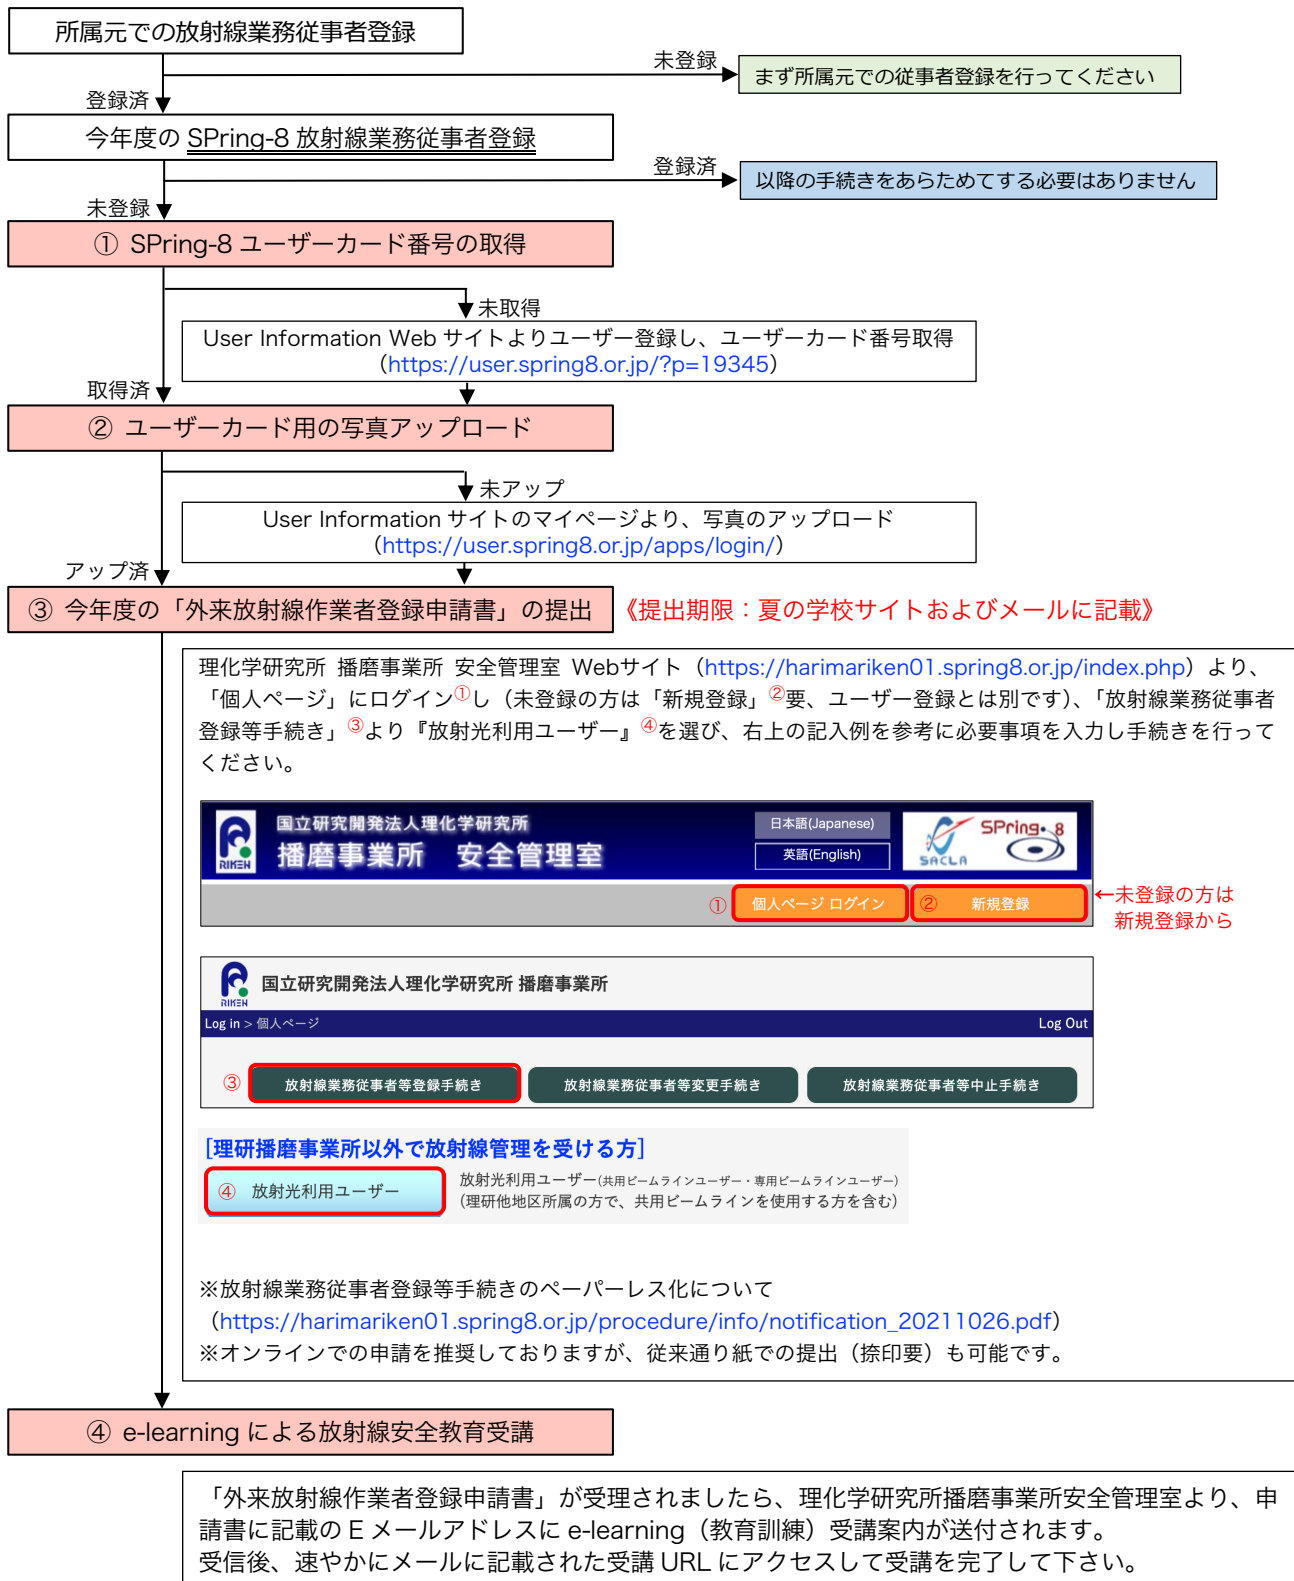 所属元での放射線業務従事者登録
未登録
まず所属元での従事者登録を行ってください
登録済
今年度の SPring-8 放射線業務従事者登録
登録済
以降の手続きをあらためてする必要はありません
未登録
① SPring-8 ユーザーカード番号の取得
未取得
User Information Web サイトよりユーザー登録し、ユーザーカード番号取得
（https://user.spring8.or.jp/?p=19345）
取得済
② ユーザーカード用の写真アップロード
未アップ
User Information サイトのマイページより、写真のアップロード
（https://user.spring8.or.jp/apps/login/）
アップ済
③ 今年度の「外来放射線作業者登録申請書」の提出
《提出期限：夏の学校サイトおよびメールに記載》
理化学研究所 播磨事業所 安全管理室 Webサイト（https://harimariken01.spring8.or.jp/index.php）より、
「個人ページ」にログイン①し（未登録の方は「新規登録」②要、ユーザー登録とは別です）、「放射線業務従事者
登録等手続き」③より『放射光利用ユーザー』④を選び、右上の記入例を参考に必要事項を入力し手続きを行って
ください。
RIKEN
国立研究開発法人理化学研究所
播磨事業所 安全管理室
日本語(Japanese)
英語(English)
SACLA
SPring-8
① 個人ページ ログイン
② 新規登録
←未登録の方は
新規登録から
RIKEN
国立研究開発法人理化学研究所 播磨事業所
Log in > 個人ページ
Log Out
③ 放射線業務従事者等登録手続き
放射線業務従事者等変更手続き
放射線業務従事者等中止手続き
[理研播磨事業所以外で放射線管理を受ける方]
④ 放射光利用ユーザー
放射光利用ユーザー(共用ビームラインユーザー・専用ビームラインユーザー)
(理研他地区所属の方で、共用ビームラインを使用する方を含む)
※放射線業務従事者登録等手続きのペーパーレス化について
（https://harimariken01.spring8.or.jp/procedure/info/notification_20211026.pdf）
※オンラインでの申請を推奨しておりますが、従来通り紙での提出（捺印要）も可能です。
④ e-learning による放射線安全教育受講
「外来放射線作業者登録申請書」が受理されましたら、理化学研究所播磨事業所安全管理室より、申
請書に記載の E メールアドレスに e-learning（教育訓練）受講案内が送付されます。
受信後、速やかにメールに記載された受講 URL にアクセスして受講を完了して下さい。